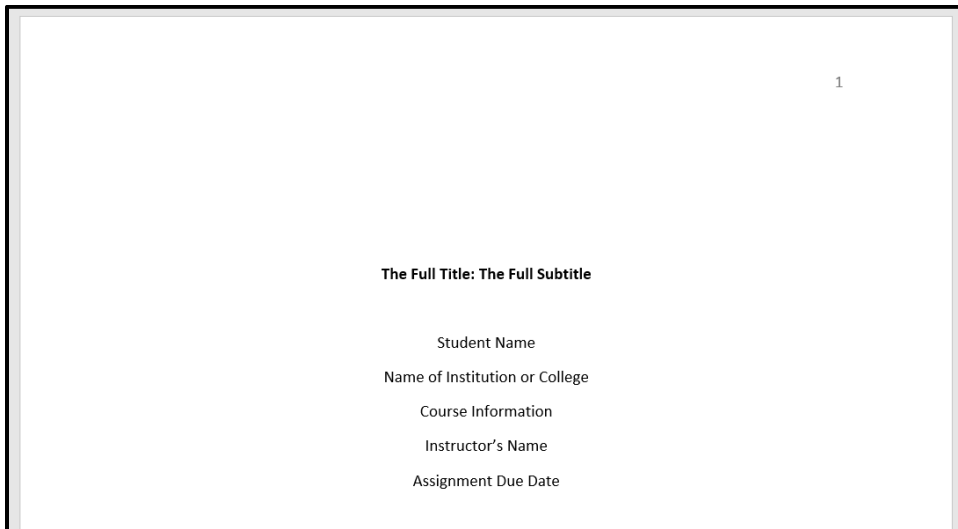 1
The Full Title: The Full Subtitle
Student Name
Name of Institution or College
Course Information
Instructor’s Name
Assignment Due Date